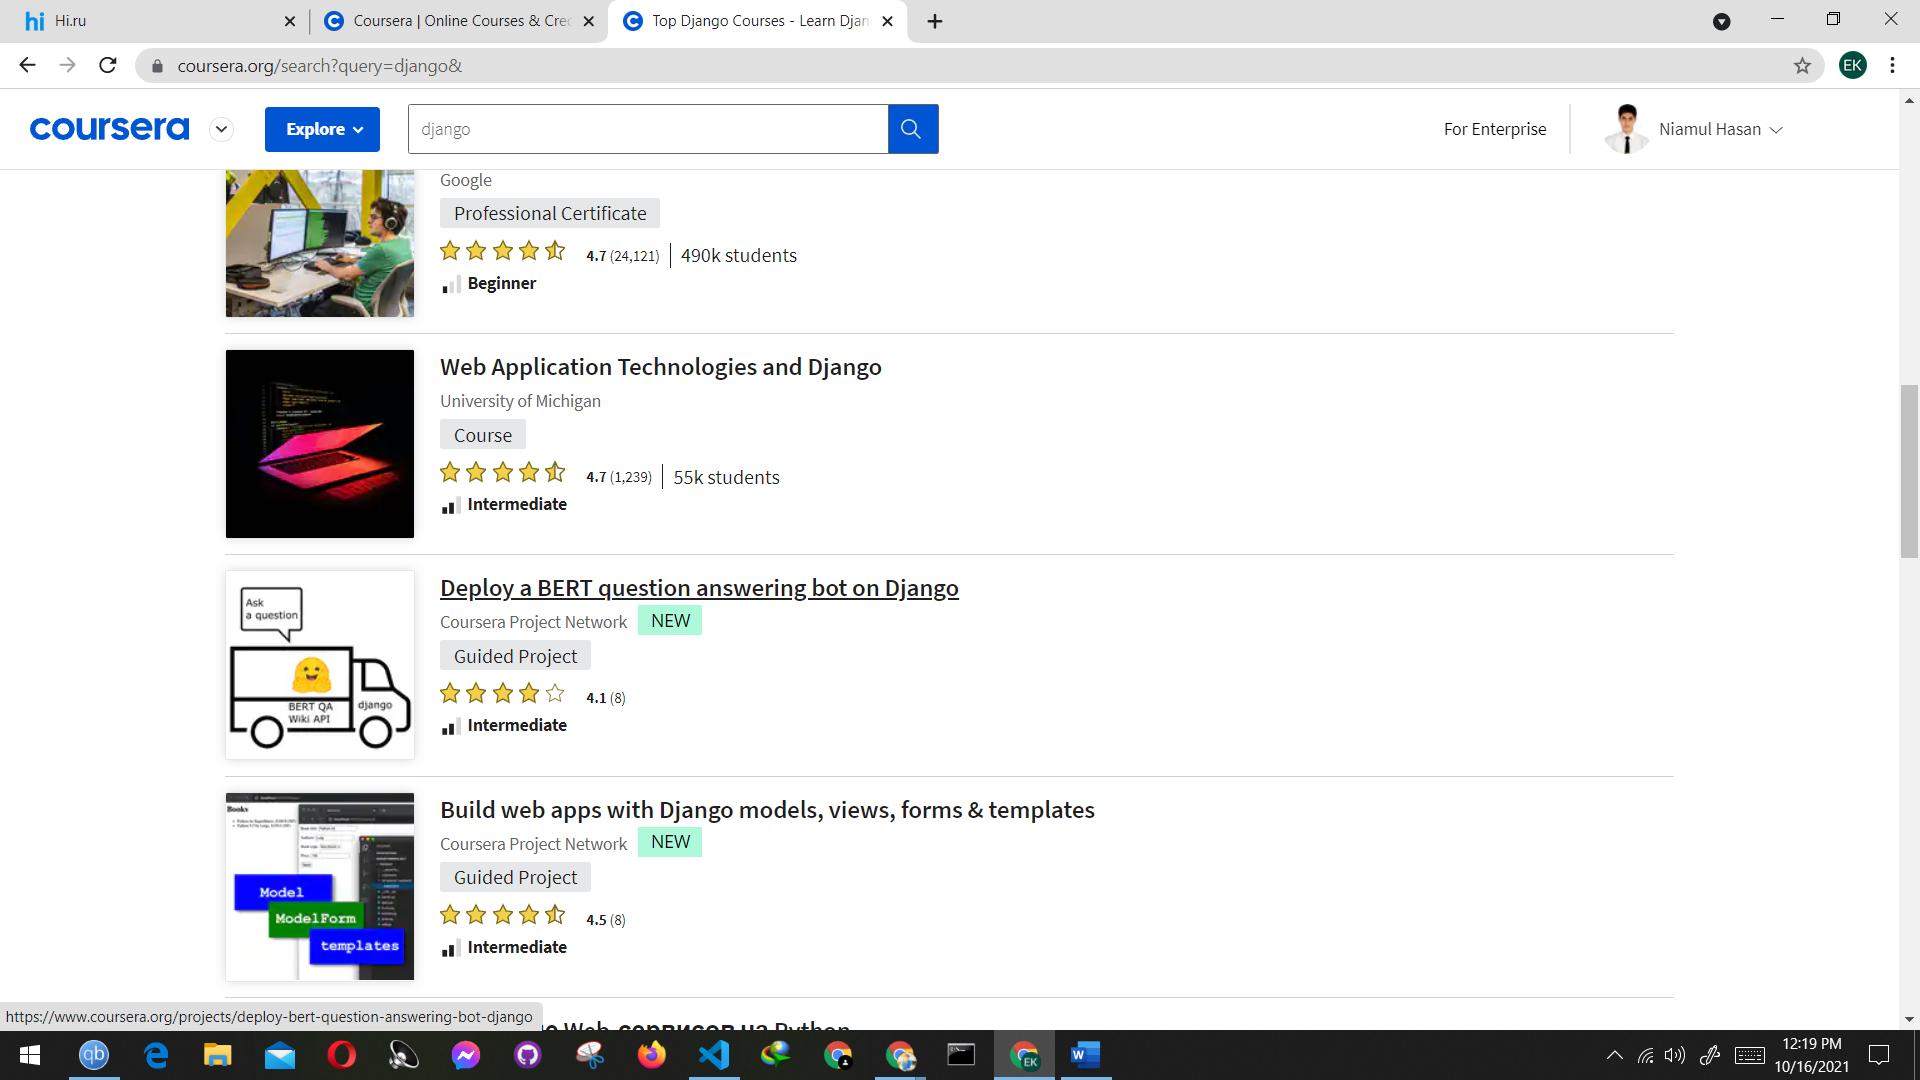 Hi.ru
Coursera | Online Courses & Cred
Top Django Courses - Learn Djan
coursera.org/search?query=django&
EK
coursera
Explore
django
For Enterprise
Niamul Hasan
Google
Professional Certificate
4.7 (24,121) | 490k students
Beginner
Web Application Technologies and Django
University of Michigan
Course
4.7 (1,239) | 55k students
Intermediate
Ask
a question
BERT QA
Wiki API
django
Deploy a BERT question answering bot on Django
Coursera Project Network NEW
Guided Project
4.1 (8)
Intermediate
Books
Model
ModelForm
templates
Build web apps with Django models, views, forms & templates
Coursera Project Network NEW
Guided Project
4.5 (8)
Intermediate
Web-сервисов на Python
https://www.coursera.org/projects/deploy-bert-question-answering-bot-django
12:19 PM
10/16/2021